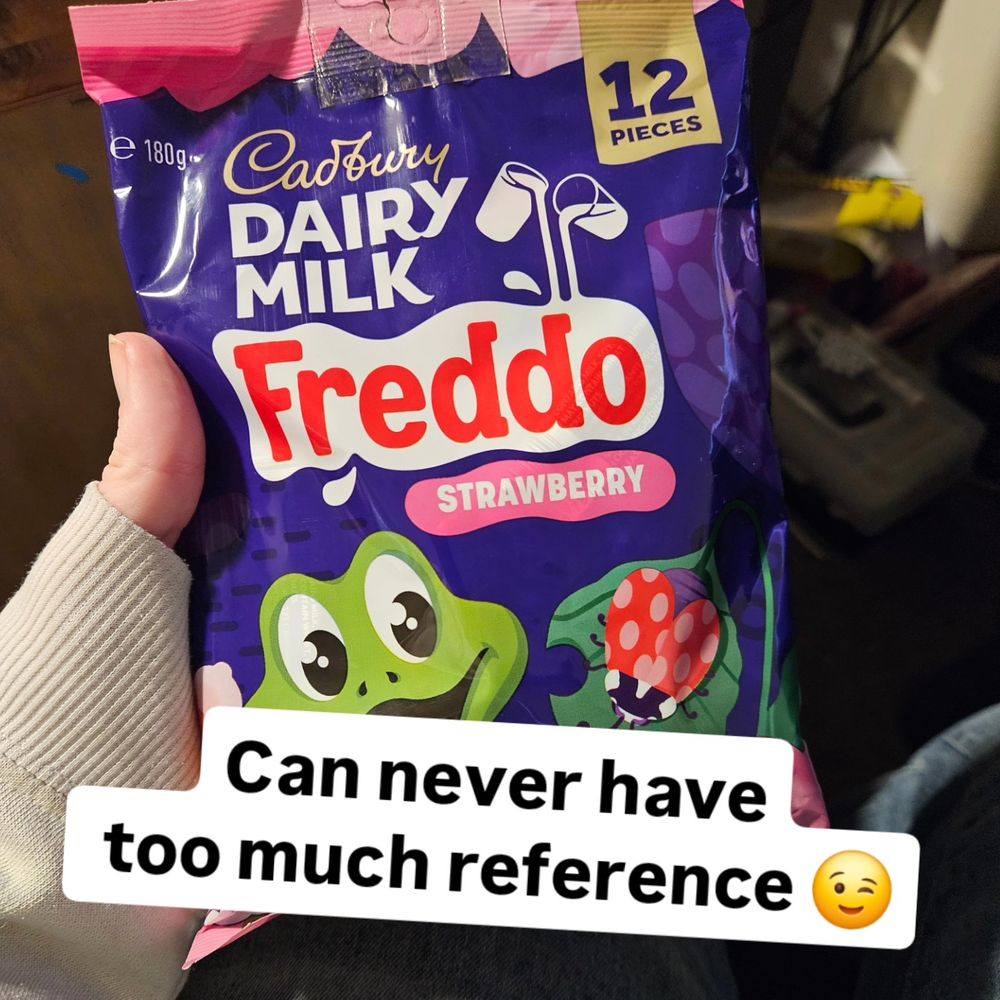 12
PIECES
e 180g
Cadbury
DAIRY
MILK
Freddo
STRAWBERRY
Can never have
too much reference 😉